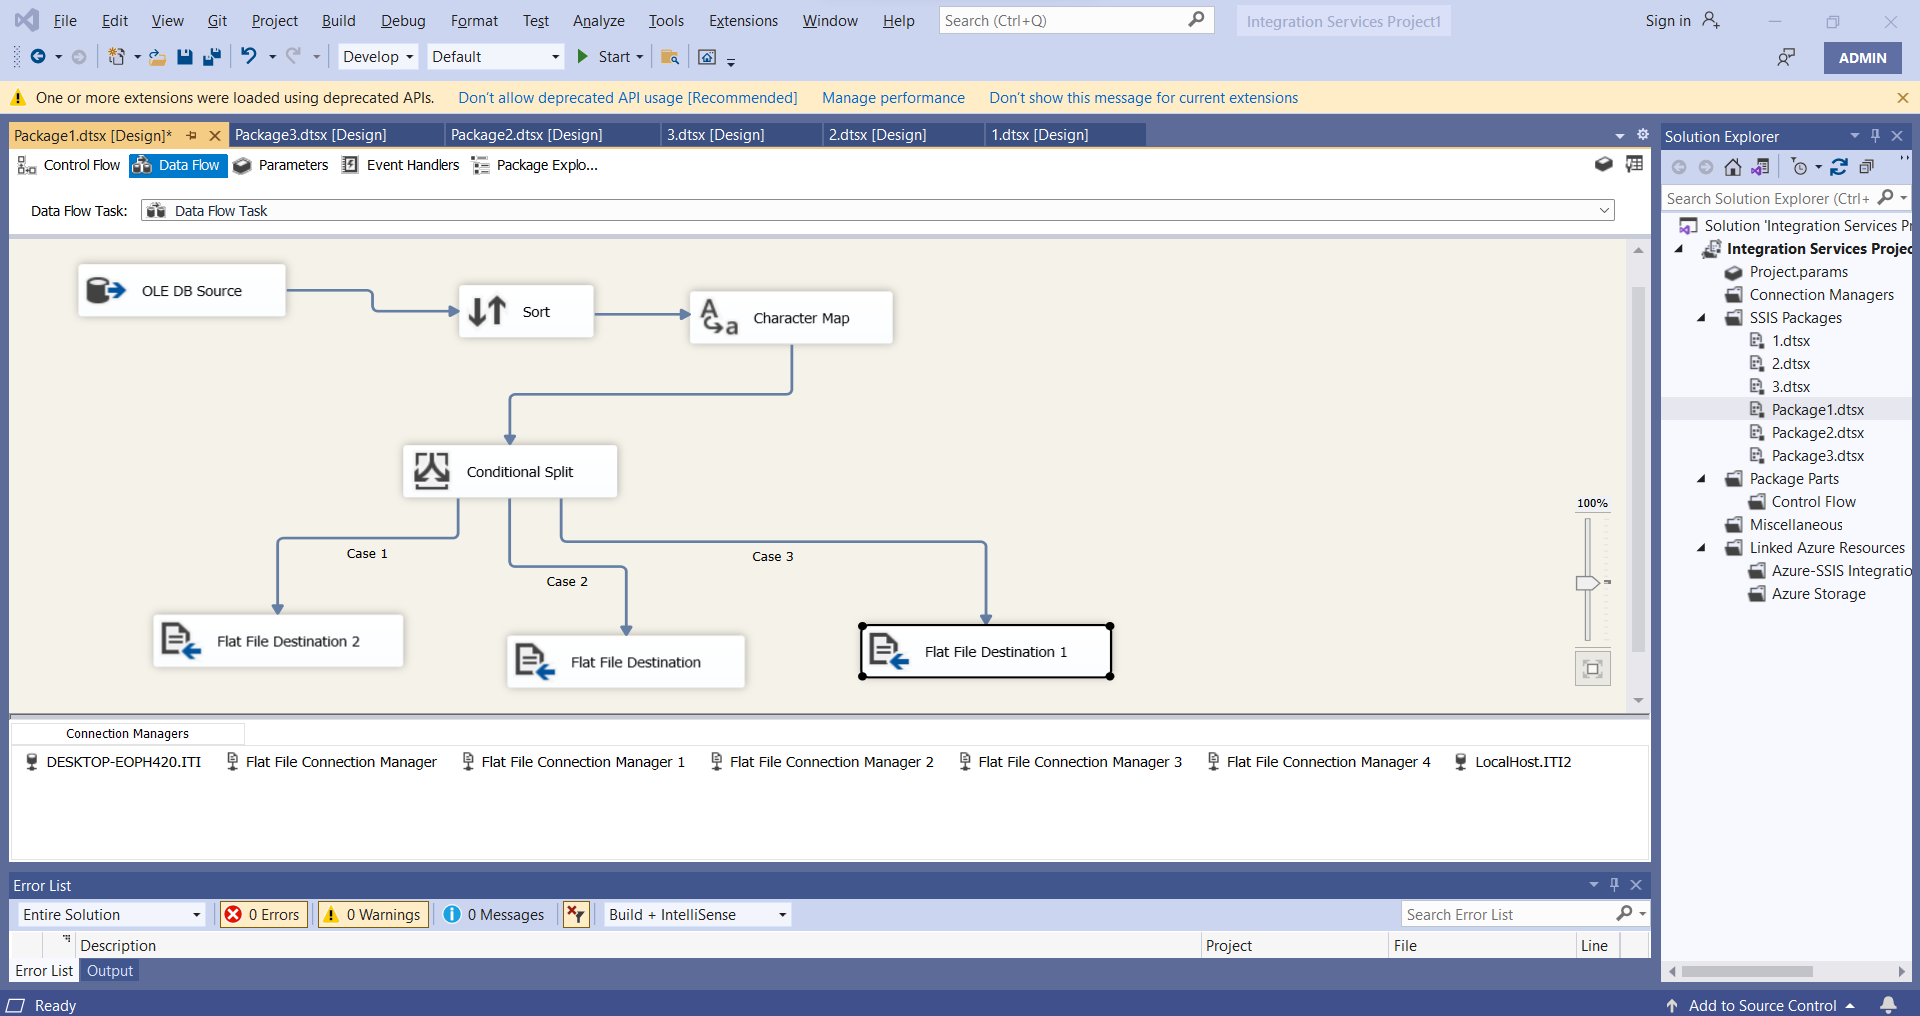 File Edit View Git Project Build Debug Format Test Analyze Tools Extensions Window Help Search (Ctrl+Q) Integration Services Project1 Sign in
Develop Default Start ADMIN
One or more extensions were loaded using deprecated APIs. Don't allow deprecated API usage [Recommended] Manage performance Don't show this message for current extensions
Package1.dtsx [Design]* Package3.dtsx [Design] Package2.dtsx [Design] 3.dtsx [Design] 2.dtsx [Design] 1.dtsx [Design]
Control Flow Data Flow Parameters Event Handlers Package Explo...
Data Flow Task: Data Flow Task
OLE DB Source
Sort
Character Map
Conditional Split
Case 1
Case 2
Case 3
Flat File Destination 2
Flat File Destination
Flat File Destination 1
100%
Connection Managers
DESKTOP-EOPH420.ITI Flat File Connection Manager Flat File Connection Manager 1 Flat File Connection Manager 2 Flat File Connection Manager 3 Flat File Connection Manager 4 LocalHost.ITI2
Error List
Entire Solution 0 Errors 0 Warnings 0 Messages Build + IntelliSense Search Error List
Description Project File Line
Error List Output
Solution Explorer
Search Solution Explorer (Ctrl+
Solution 'Integration Services Pr
Integration Services Projec
Project.params
Connection Managers
SSIS Packages
1.dtsx
2.dtsx
3.dtsx
Package1.dtsx
Package2.dtsx
Package3.dtsx
Package Parts
Control Flow
Miscellaneous
Linked Azure Resources
Azure-SSIS Integratio
Azure Storage
Ready Add to Source Control